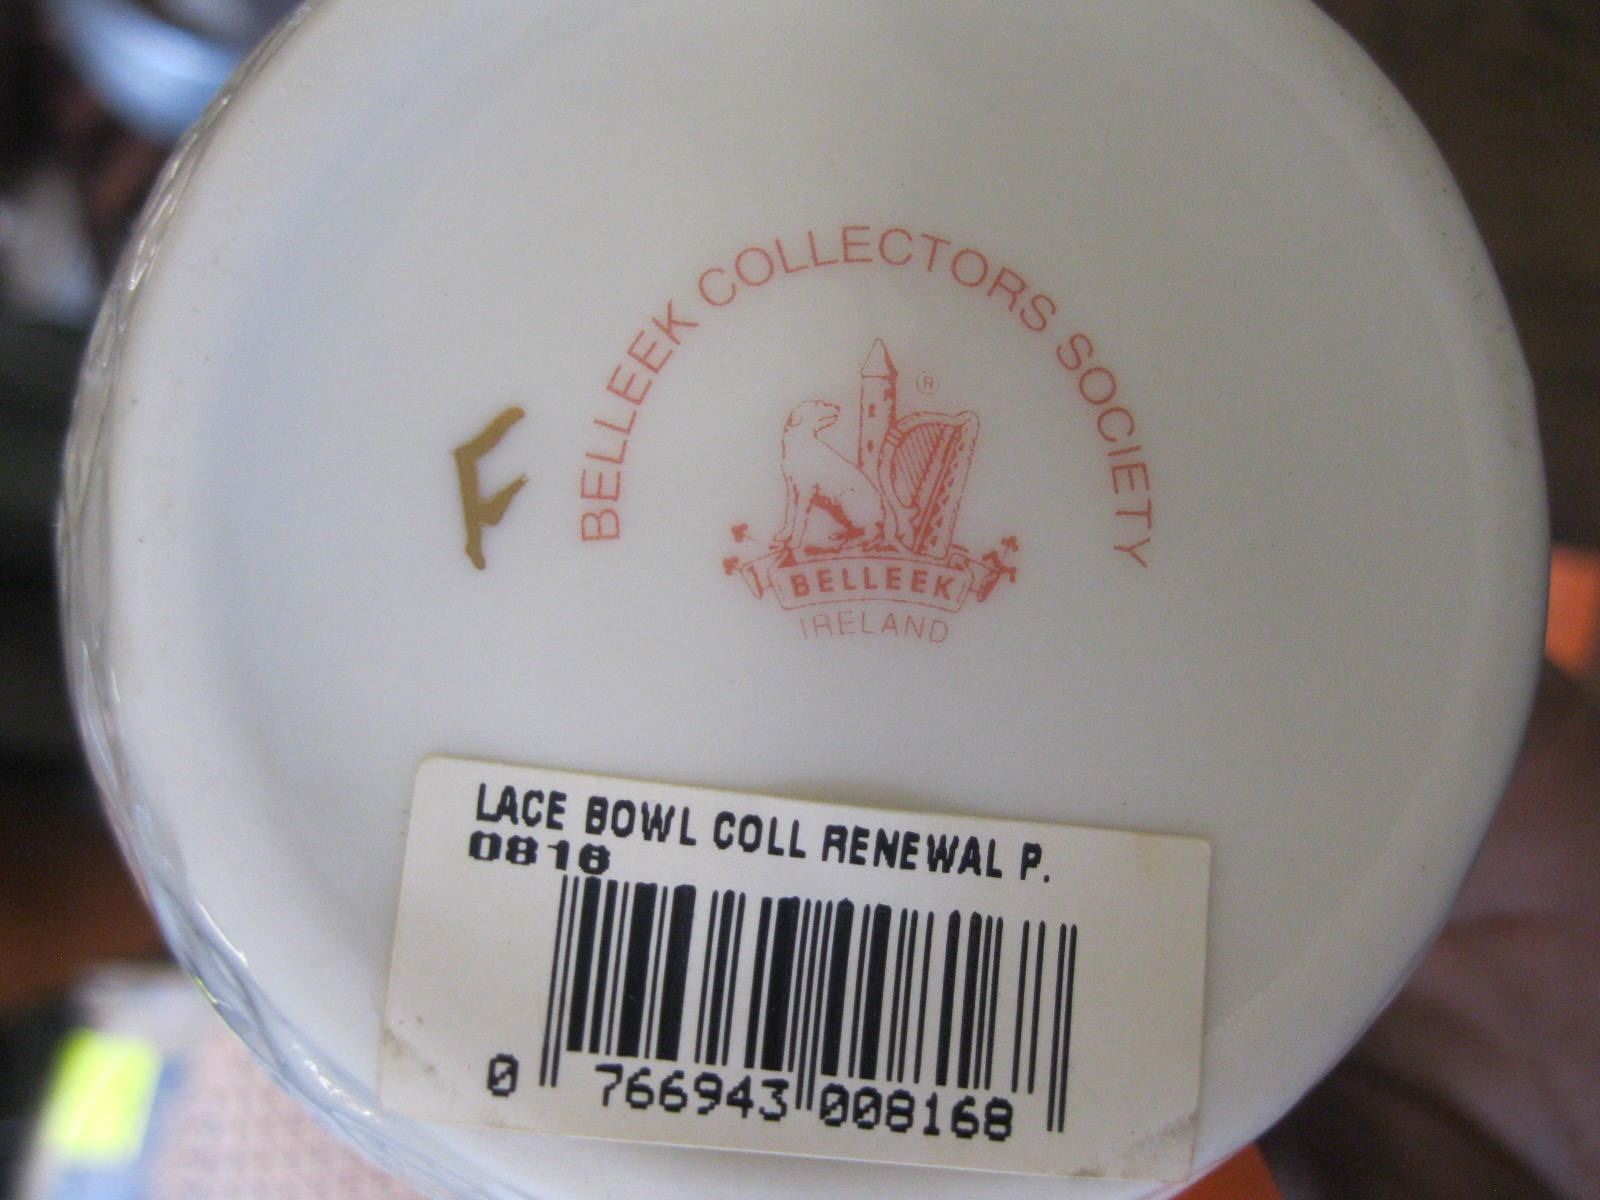 BELLEEK COLLECTORS SOCIETY
®
F
BELLEEK
IRELAND
LACE BOWL COLL RENEWAL P.
0816
0 766943 008168